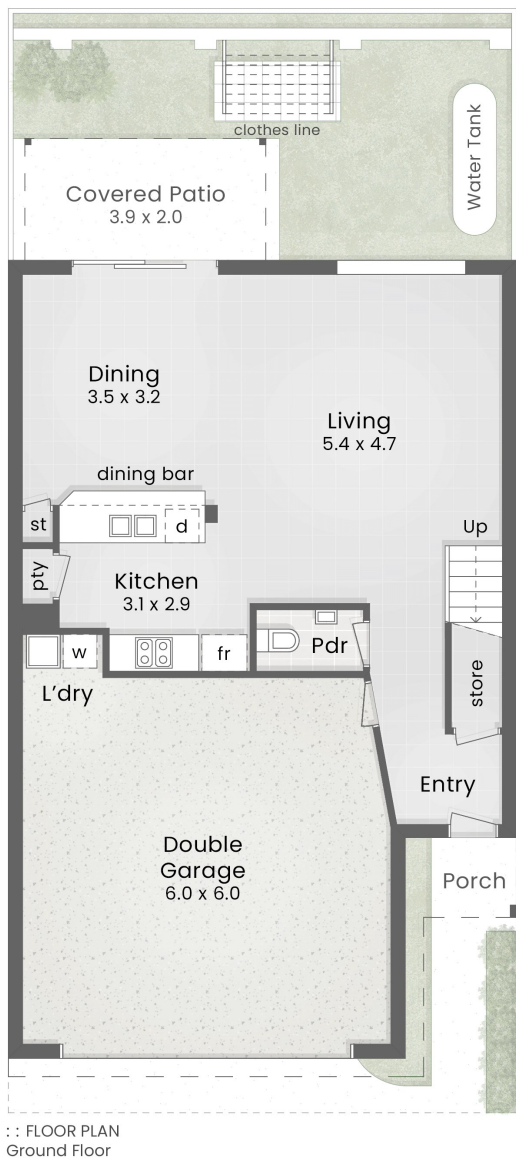 clothes line
Water Tank
Covered Patio
3.9 x 2.0
Dining
3.5 x 3.2
Living
5.4 x 4.7
dining bar
st
d
Up
pty
Kitchen
3.1 x 2.9
w
fr
Pdr
store
L'dry
Entry
Double
Garage
6.0 x 6.0
Porch
: : FLOOR PLAN
Ground Floor